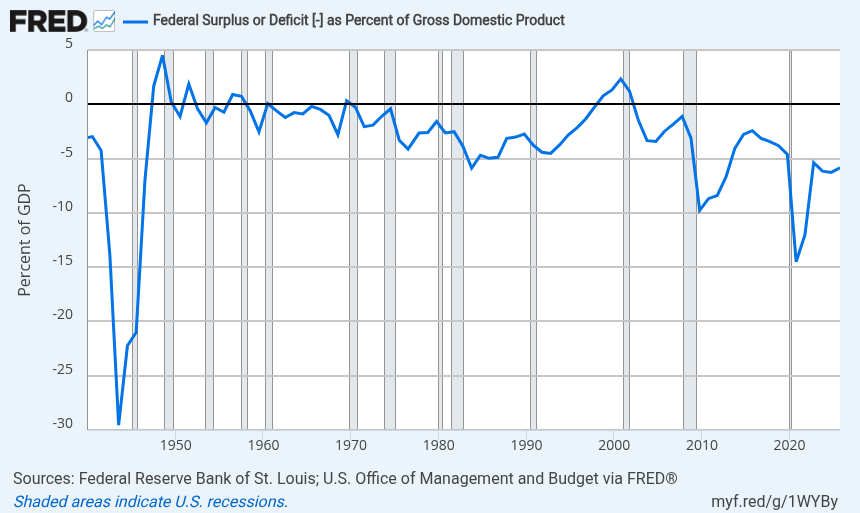 FRED
Federal Surplus or Deficit [-] as Percent of Gross Domestic Product
5
0
-5
-10
-15
-20
-25
-30
Percent of GDP
1950 1960 1970 1980 1990 2000 2010 2020
Sources: Federal Reserve Bank of St. Louis; U.S. Office of Management and Budget via FRED®
Shaded areas indicate U.S. recessions.
myf.red/g/1WYBy